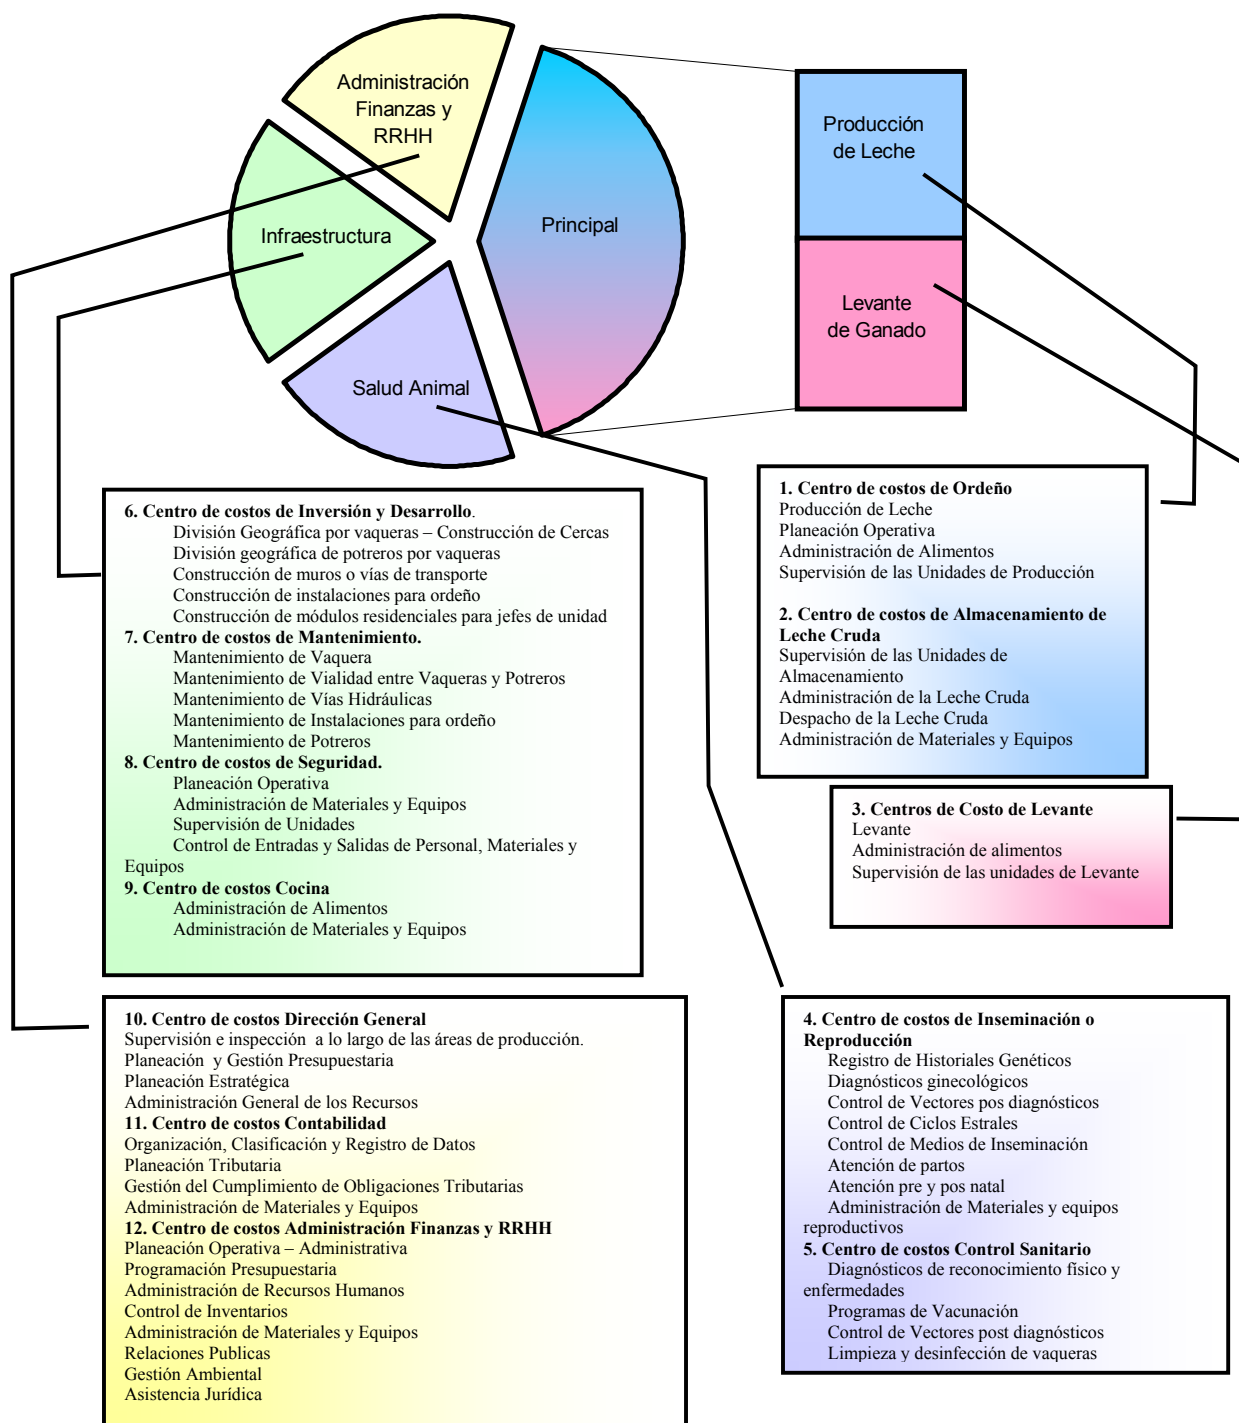 Administración
Finanzas y
RRHH
Infraestructura
Salud Animal
Principal
Producción
de Leche
Levante
de Ganado
1. Centro de costos de Ordeño
Producción de Leche
Planeación Operativa
Administración de Alimentos
Supervisión de las Unidades de Producción
2. Centro de costos de Almacenamiento de
Leche Cruda
Supervisión de las Unidades de
Almacenamiento
Administración de la Leche Cruda
Despacho de la Leche Cruda
Administración de Materiales y Equipos
3. Centros de Costo de Levante
Levante
Administración de alimentos
Supervisión de las unidades de Levante
6. Centro de costos de Inversión y Desarrollo.
División Geográfica por vaqueras – Construcción de Cercas
División geográfica de potreros por vaqueras
Construcción de muros o vías de transporte
Construcción de instalaciones para ordeño
Construcción de módulos residenciales para jefes de unidad
7. Centro de costos de Mantenimiento.
Mantenimiento de Vaquera
Mantenimiento de Vialidad entre Vaqueras y Potreros
Mantenimiento de Vías Hidráulicas
Mantenimiento de Instalaciones para ordeño
Mantenimiento de Potreros
8. Centro de costos de Seguridad.
Planeación Operativa
Administración de Materiales y Equipos
Supervisión de Unidades
Control de Entradas y Salidas de Personal, Materiales y
Equipos
9. Centro de costos Cocina
Administración de Alimentos
Administración de Materiales y Equipos
10. Centro de costos Dirección General
Supervisión e inspección a lo largo de las áreas de producción.
Planeación y Gestión Presupuestaria
Planeación Estratégica
Administración General de los Recursos
11. Centro de costos Contabilidad
Organización, Clasificación y Registro de Datos
Planeación Tributaria
Gestión del Cumplimiento de Obligaciones Tributarias
Administración de Materiales y Equipos
12. Centro de costos Administración Finanzas y RRHH
Planeación Operativa – Administrativa
Programación Presupuestaria
Administración de Recursos Humanos
Control de Inventarios
Administración de Materiales y Equipos
Relaciones Publicas
Gestión Ambiental
Asistencia Jurídica
4. Centro de costos de Inseminación o
Reproducción
Registro de Historiales Genéticos
Diagnósticos ginecológicos
Control de Vectores pos diagnósticos
Control de Ciclos Estrales
Control de Medios de Inseminación
Atención de partos
Atención pre y pos natal
Administración de Materiales y equipos
reproductivos
5. Centro de costos Control Sanitario
Diagnósticos de reconocimiento físico y
enfermedades
Programas de Vacunación
Control de Vectores post diagnósticos
Limpieza y desinfección de vaqueras